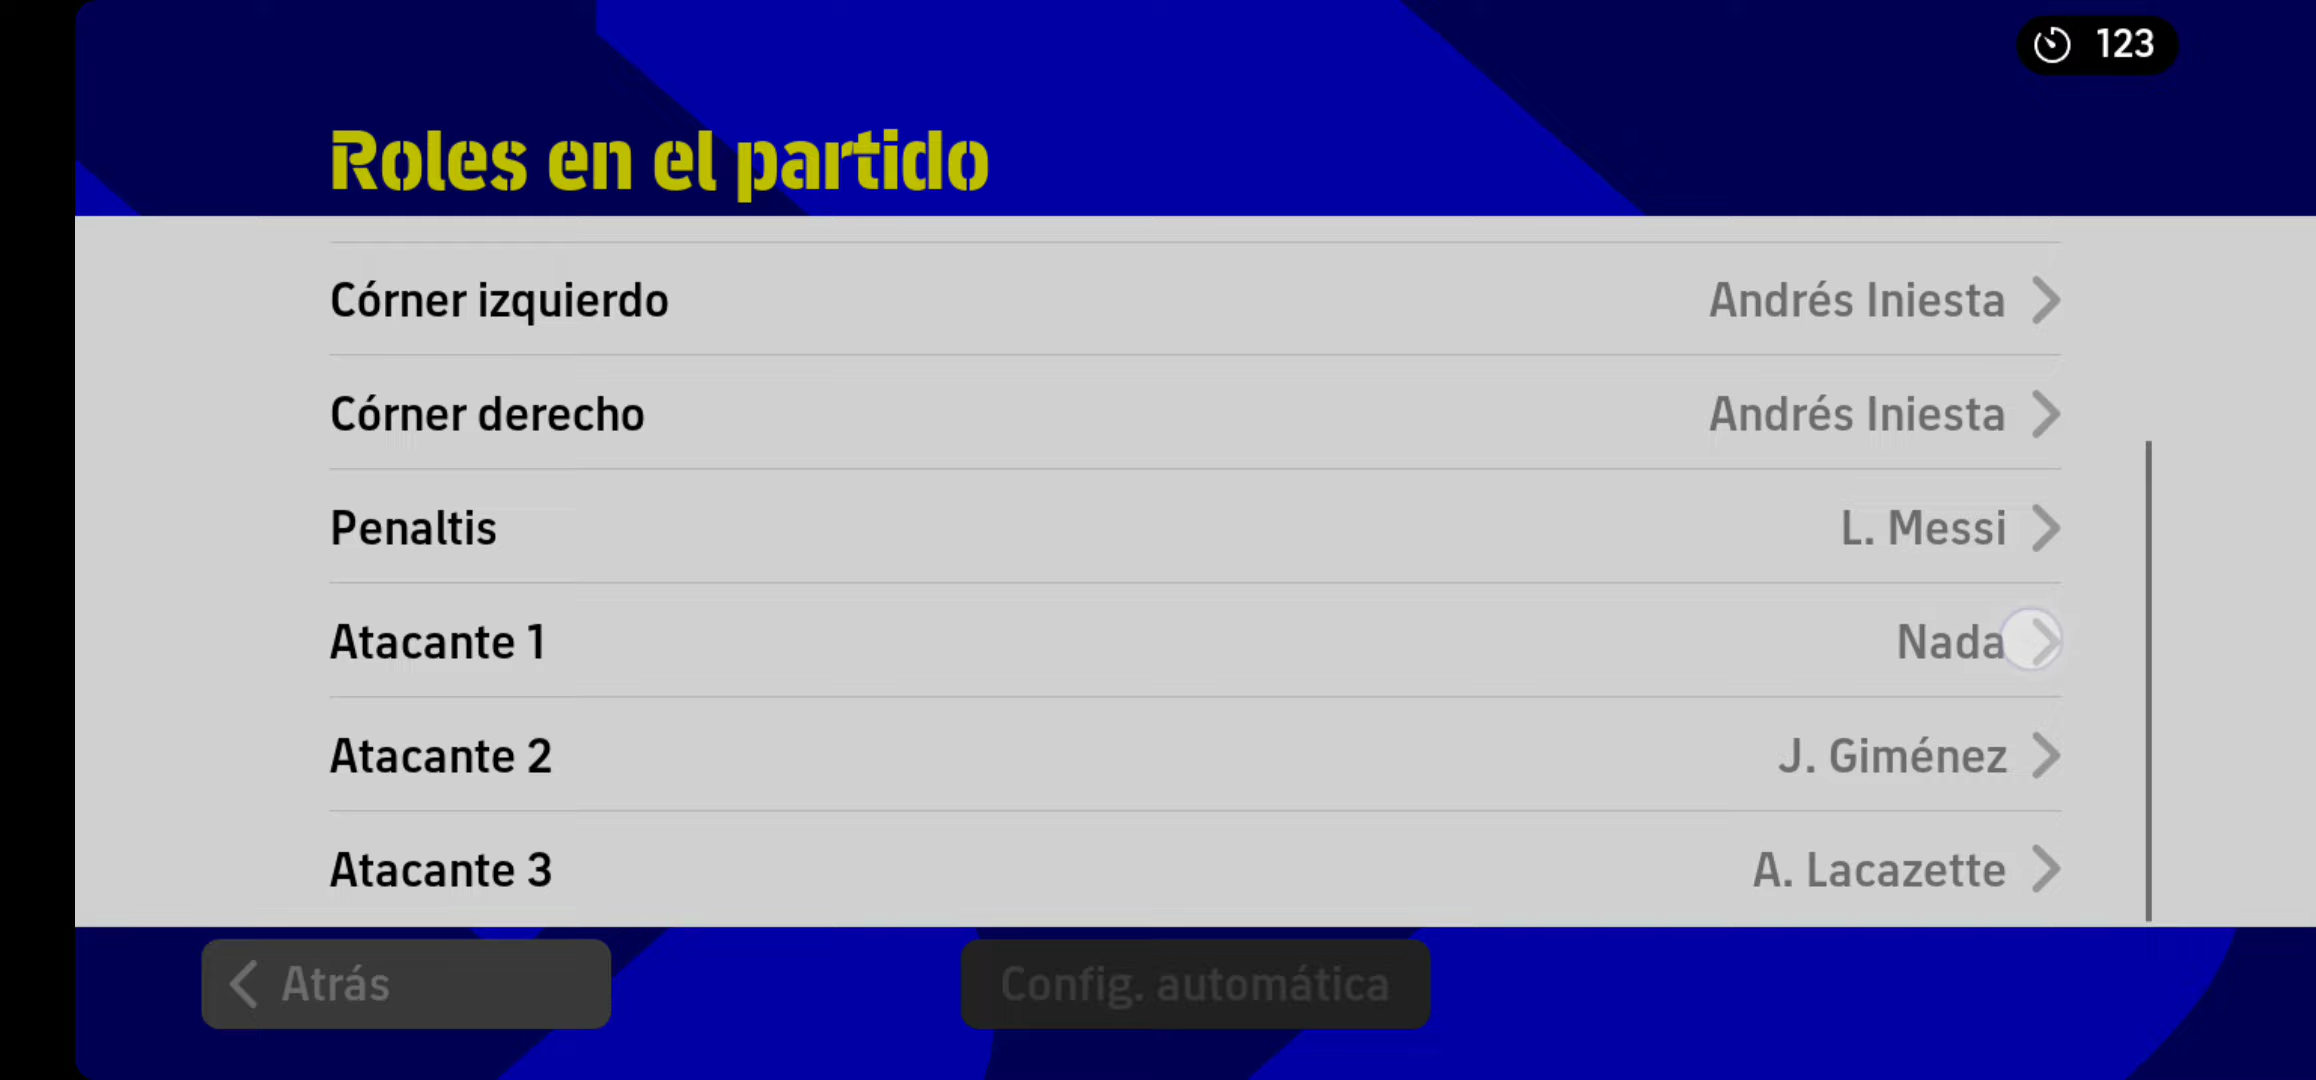 123
Roles en el partido
Córner izquierdo Andrés Iniesta
Córner derecho Andrés Iniesta
Penaltis L. Messi
Atacante 1 Nada
Atacante 2 J. Giménez
Atacante 3 A. Lacazette
Atrás Config. automática